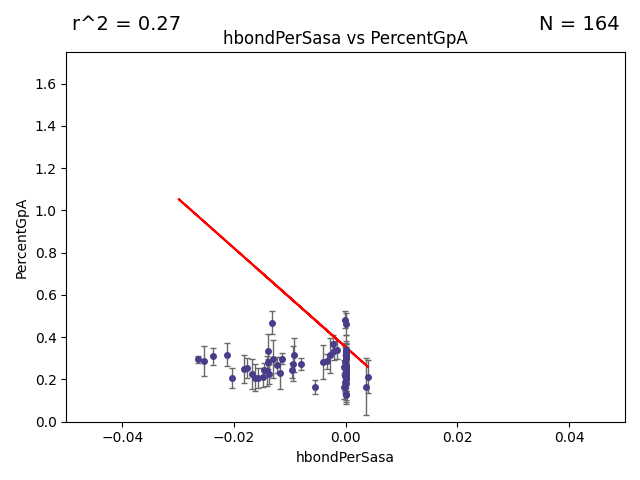 r^2 = 0.27
N = 164
hbondPerSasa vs PercentGpA
PercentGpA
1.6
1.4
1.2
1.0
0.8
0.6
0.4
0.2
0.0
−0.04
−0.02
0.00
0.02
0.04
hbondPerSasa